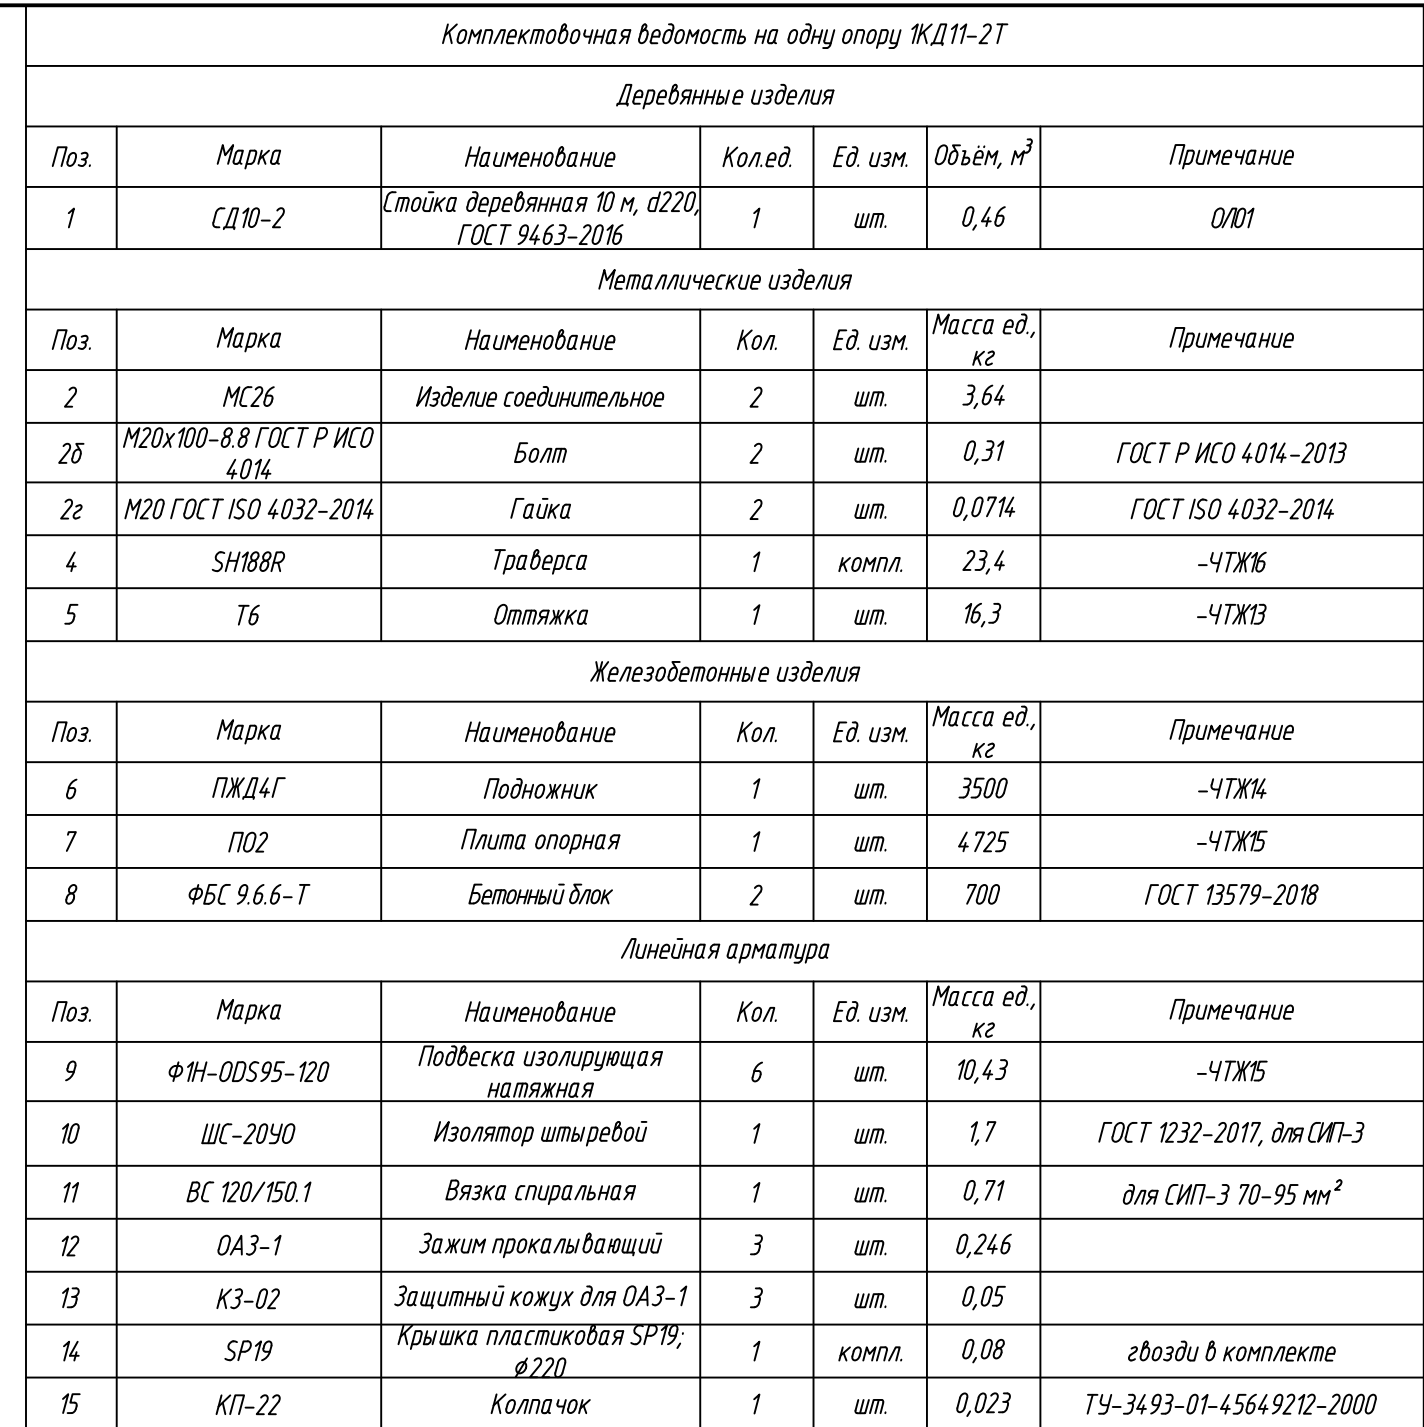 Комплектовочная ведомость на одну опору 1КД11-2Т
Деревянные изделия
Поз. Марка Наименование Кол.ед. Ед. изм. Объём, м³ Примечание
1 СД10-2 Стойка деревянная 10 м, d220, ГОСТ 9463-2016 1 шт. 0,46 ОЛ01
Металлические изделия
Поз. Марка Наименование Кол. Ед. изм. Масса ед., кг Примечание
2 МС26 Изделие соединительное 2 шт. 3,64
2б М20х100-8.8 ГОСТ Р ИСО 4014 Болт 2 шт. 0,31 ГОСТ Р ИСО 4014-2013
2г М20 ГОСТ ISO 4032-2014 Гайка 2 шт. 0,0714 ГОСТ ISO 4032-2014
4 SH188R Траверса 1 компл. 23,4 -ЧТЖ16
5 Т6 Оттяжка 1 шт. 16,3 -ЧТЖ13
Железобетонные изделия
Поз. Марка Наименование Кол. Ед. изм. Масса ед., кг Примечание
6 ПЖД4Г Подножник 1 шт. 3500 -ЧТЖ14
7 ПО2 Плита опорная 1 шт. 4725 -ЧТЖ15
8 ФБС 9.6.6-Т Бетонный блок 2 шт. 700 ГОСТ 13579-2018
Линейная арматура
Поз. Марка Наименование Кол. Ед. изм. Масса ед., кг Примечание
9 Ф1Н-ODS95-120 Подвеска изолирующая натяжная 6 шт. 10,43 -ЧТЖ15
10 ШС-20УО Изолятор штыревой 1 шт. 1,7 ГОСТ 1232-2017, для СИП-3
11 ВС 120/150.1 Вязка спиральная 1 шт. 0,71 для СИП-3 70-95 мм²
12 ОАЗ-1 Зажим прокалывающий 3 шт. 0,246
13 КЗ-02 Защитный кожух для ОАЗ-1 3 шт. 0,05
14 SP19 Крышка пластиковая SP19; ϕ220 1 компл. 0,08 гвозди в комплекте
15 КП-22 Колпачок 1 шт. 0,023 ТУ-3493-01-45649212-2000